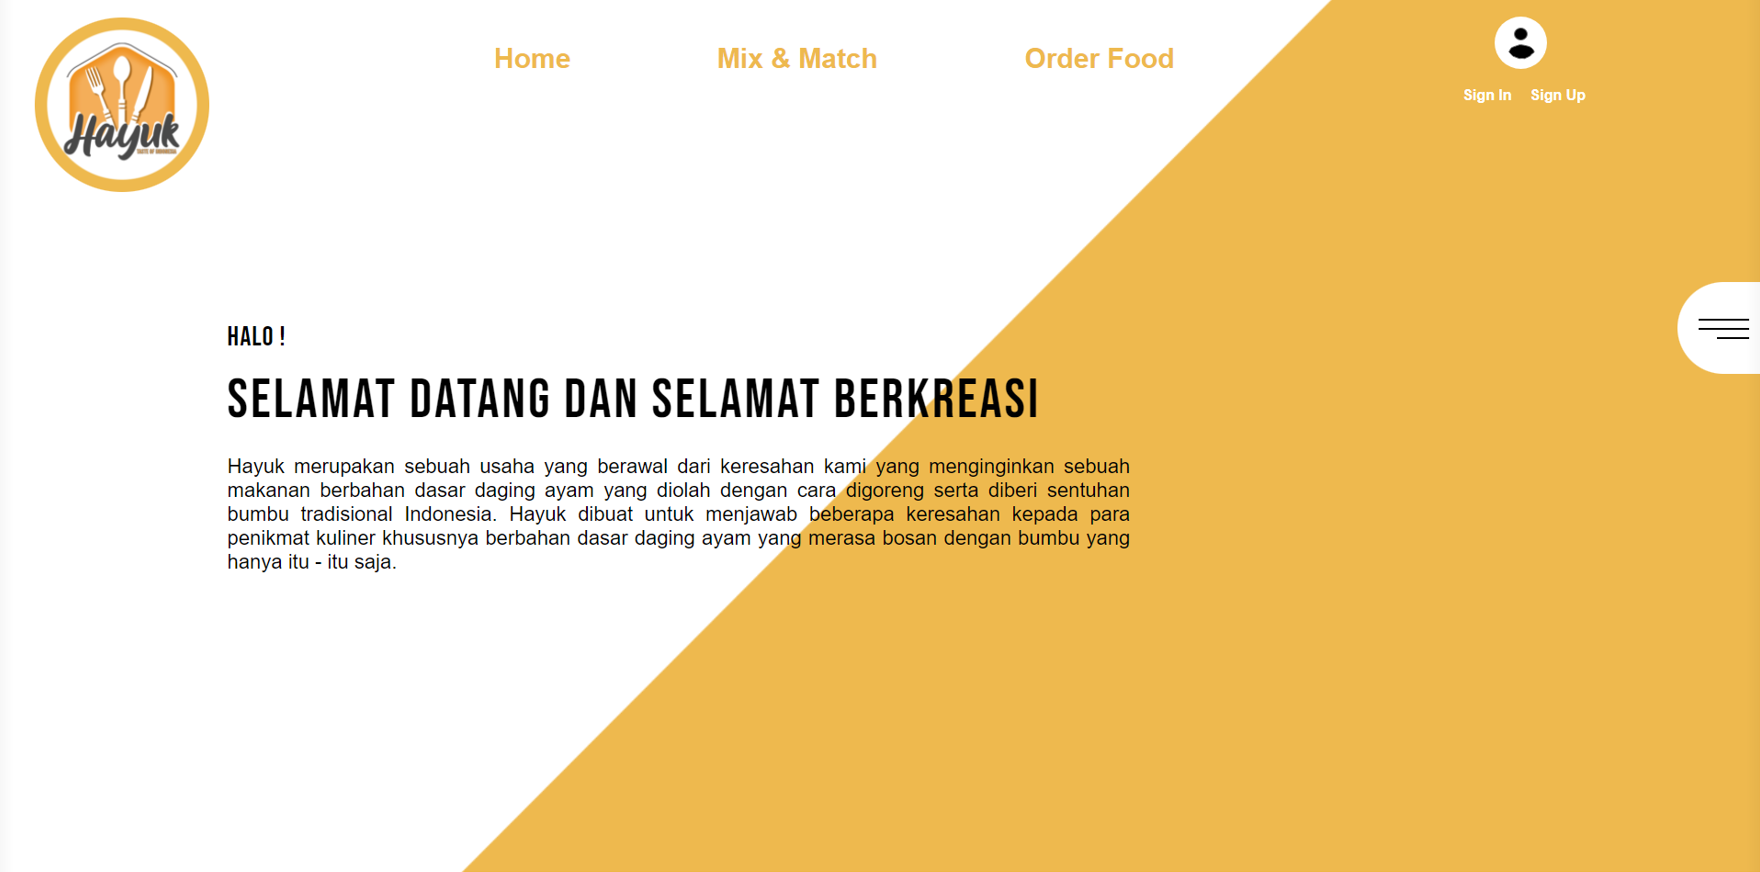 Hayuk
TASTE OF INDONESIA
Home
Mix & Match
Order Food
Sign In
Sign Up
HALO !
SELAMAT DATANG DAN SELAMAT BERKREASI
Hayuk merupakan sebuah usaha yang berawal dari keresahan kami yang menginginkan sebuah
makanan berbahan dasar daging ayam yang diolah dengan cara digoreng serta diberi sentuhan
bumbu tradisional Indonesia. Hayuk dibuat untuk menjawab beberapa keresahan kepada para
penikmat kuliner khususnya berbahan dasar daging ayam yang merasa bosan dengan bumbu yang
hanya itu - itu saja.